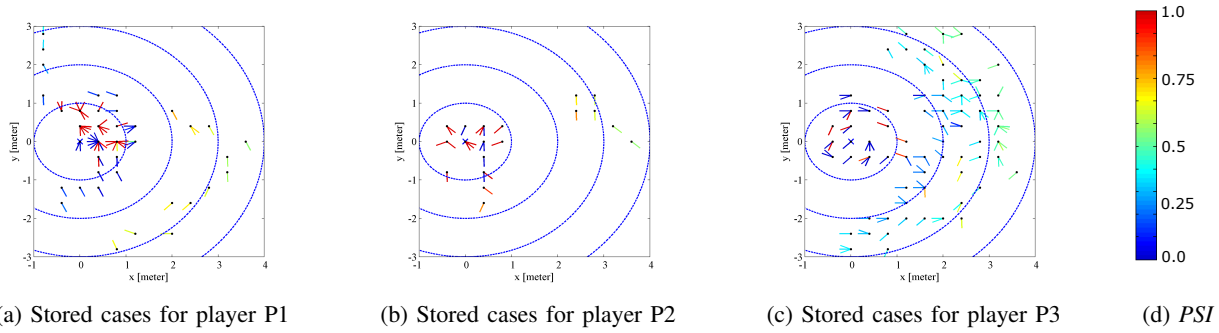 3
2
1
0
-1
-2
-3
y [meter]
-1 0 1 2 3 4
x [meter]
(a) Stored cases for player P1
3
2
1
0
-1
-2
-3
y [meter]
-1 0 1 2 3 4
x [meter]
(b) Stored cases for player P2
3
2
1
0
-1
-2
-3
y [meter]
-1 0 1 2 3 4
x [meter]
(c) Stored cases for player P3
1.0
0.75
0.5
0.25
0.0
(d) PSI